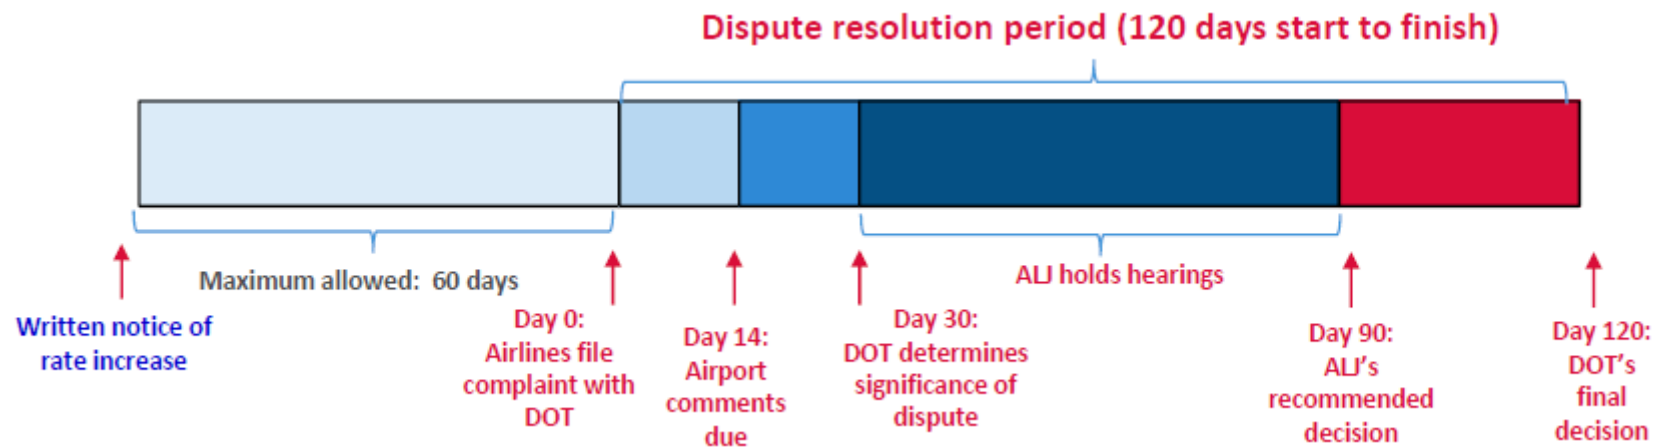 Dispute resolution period (120 days start to finish)
Maximum allowed:  60 days
ALJ holds hearings
Written notice of
rate increase
Day 0:
Airlines file
complaint with
DOT
Day 14:
Airport
comments
due
Day 30:
DOT determines
significance of
dispute
Day 90:
ALJ's
recommended
decision
Day 120:
DOT's
final
decision